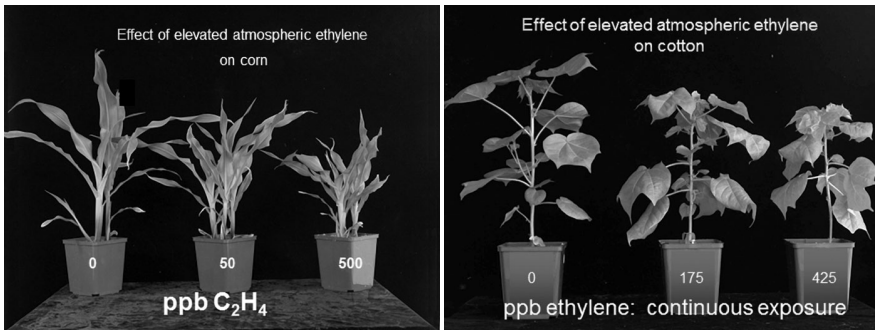 Effect of elevated atmospheric ethylene
on corn
0
50
500
ppb C₂H₄
Effect of elevated atmospheric ethylene
on cotton
0
175
425
ppb ethylene: continuous exposure